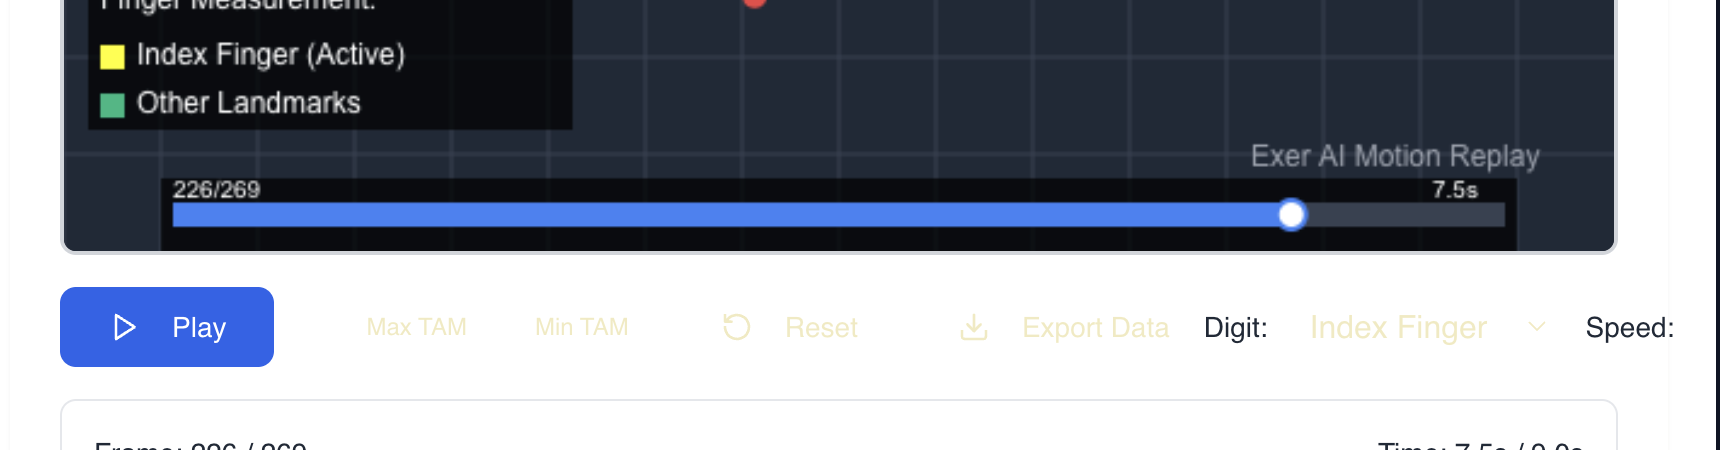 Finger Measurement:
Index Finger (Active)
Other Landmarks
Exer AI Motion Replay
226/269 7.5s
Play Max TAM Min TAM Reset Export Data Digit: Index Finger Speed:
Frame: 226 / 269 Time: 7.5s / 9.0s